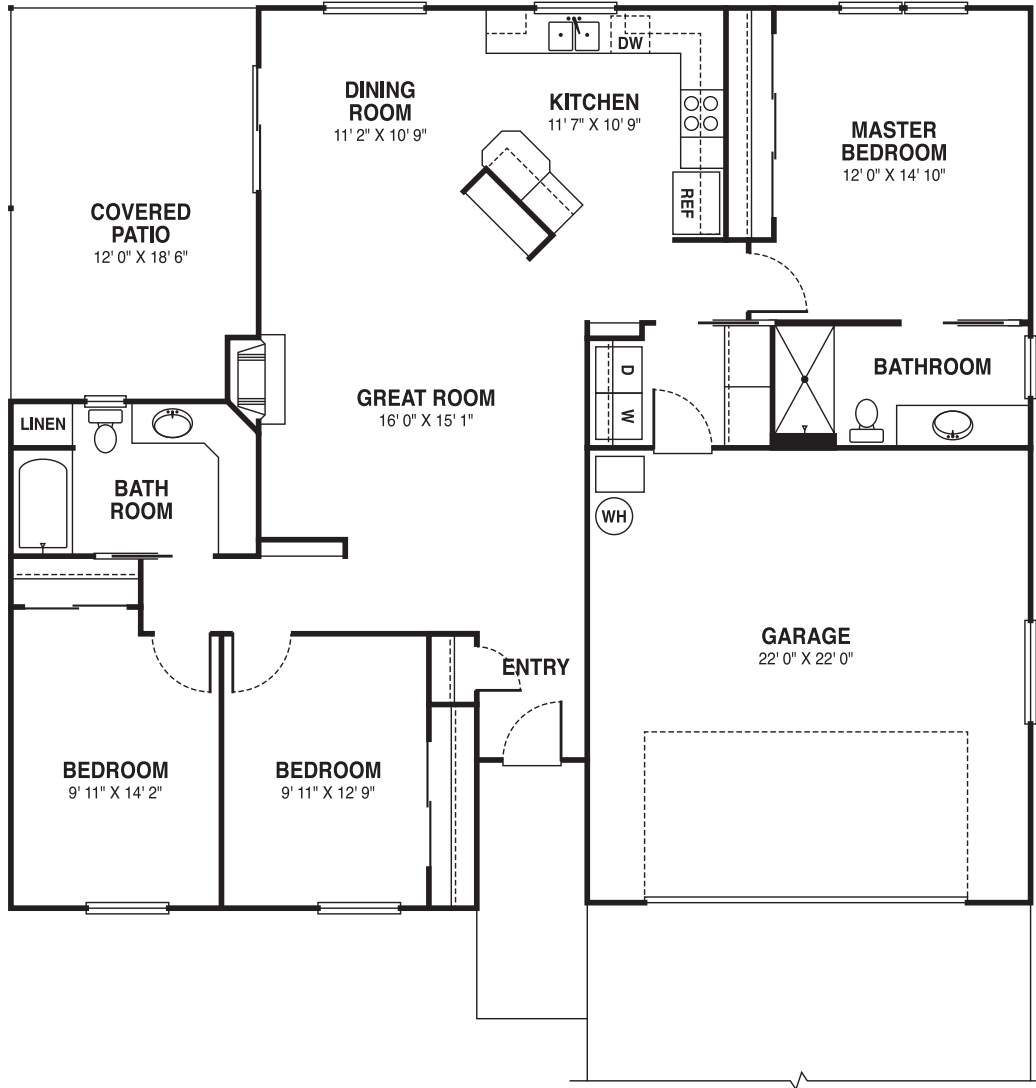 DW
DINING
ROOM
11' 2" X 10' 9"
KITCHEN
11' 7" X 10' 9"
MASTER
BEDROOM
12' 0" X 14' 10"
REF
COVERED
PATIO
12' 0" X 18' 6"
D
W
BATHROOM
GREAT ROOM
16' 0" X 15' 1"
LINEN
BATH
ROOM
WH
GARAGE
22' 0" X 22' 0"
ENTRY
BEDROOM
9' 11" X 14' 2"
BEDROOM
9' 11" X 12' 9"